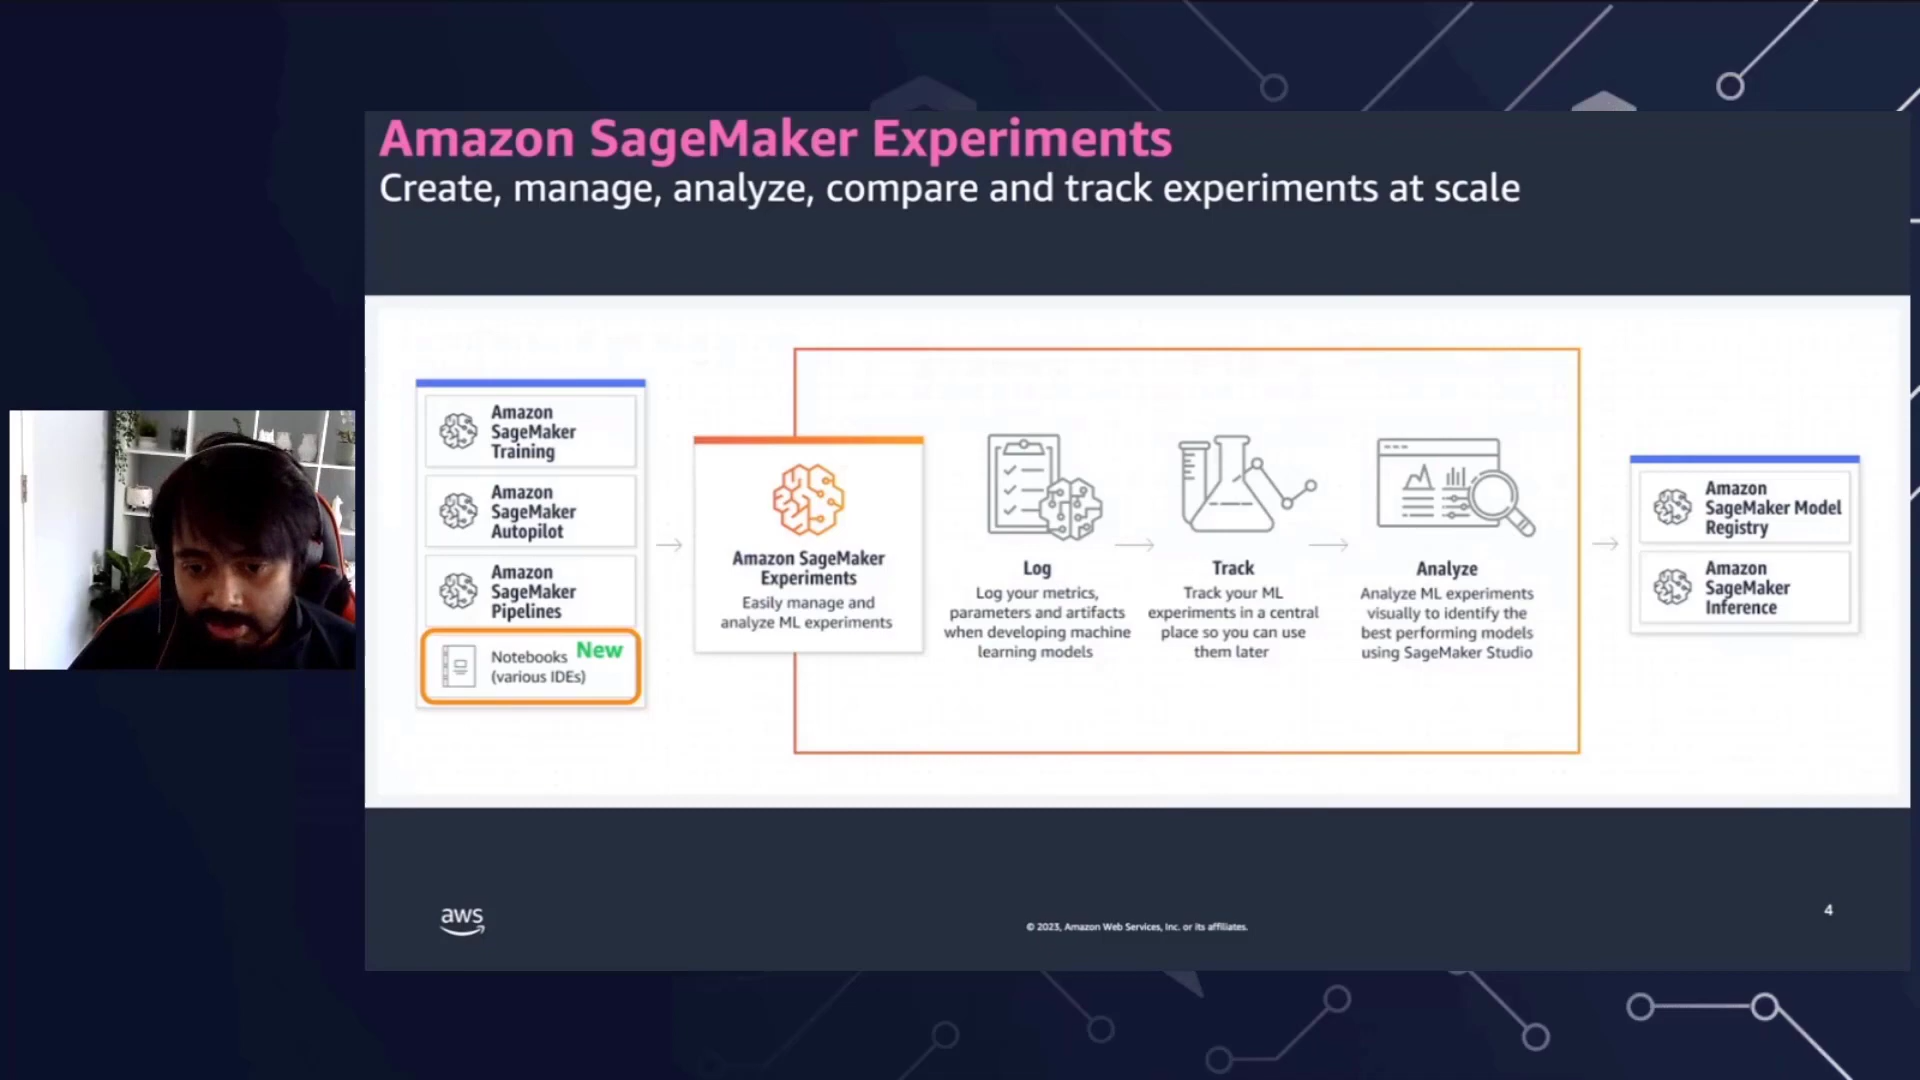 Amazon SageMaker Experiments
Create, manage, analyze, compare and track experiments at scale
Amazon
SageMaker
Training
Amazon
SageMaker
Autopilot
Amazon
SageMaker
Pipelines
Notebooks New
(various IDEs)
Amazon SageMaker
Experiments
Easily manage and
analyze ML experiments
Log
Log your metrics,
parameters and artifacts
when developing machine
learning models
Track
Track your ML
experiments in a central
place so you can use
them later
Analyze
Analyze ML experiments
visually to identify the
best performing models
using SageMaker Studio
Amazon
SageMaker Model
Registry
Amazon
SageMaker
Inference
aws
© 2023, Amazon Web Services, Inc. or its affiliates.
4